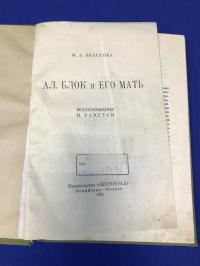 М. А. БЕКЕТОВА
АЛ. БЛОК и ЕГО МАТЬ
ВОСПОМИНАНИЯ
И ЗАМЕТКИ
Издательство «ПЕТРОГРАД»
Ленинград—Москва
1925